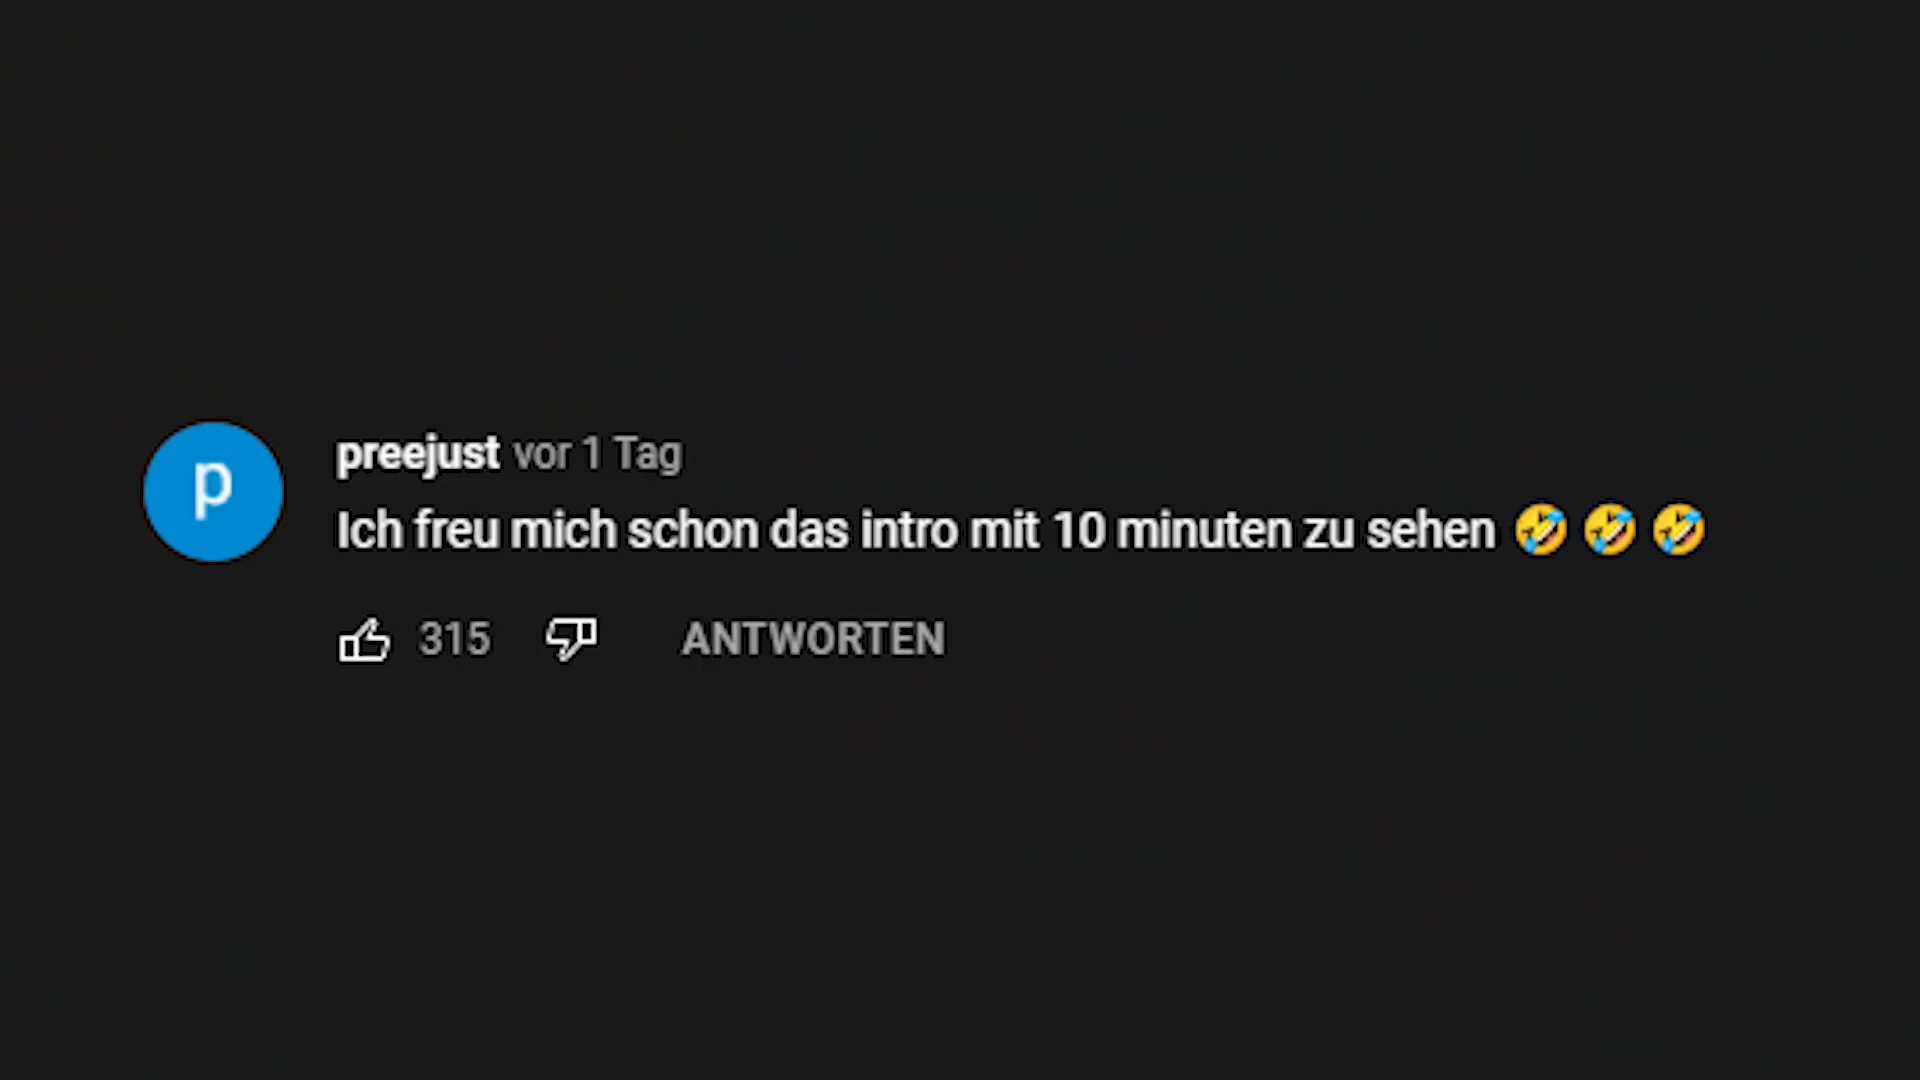 p
preejust vor 1 Tag
Ich freu mich schon das intro mit 10 minuten zu sehen 🤣🤣🤣
315 ANTWORTEN